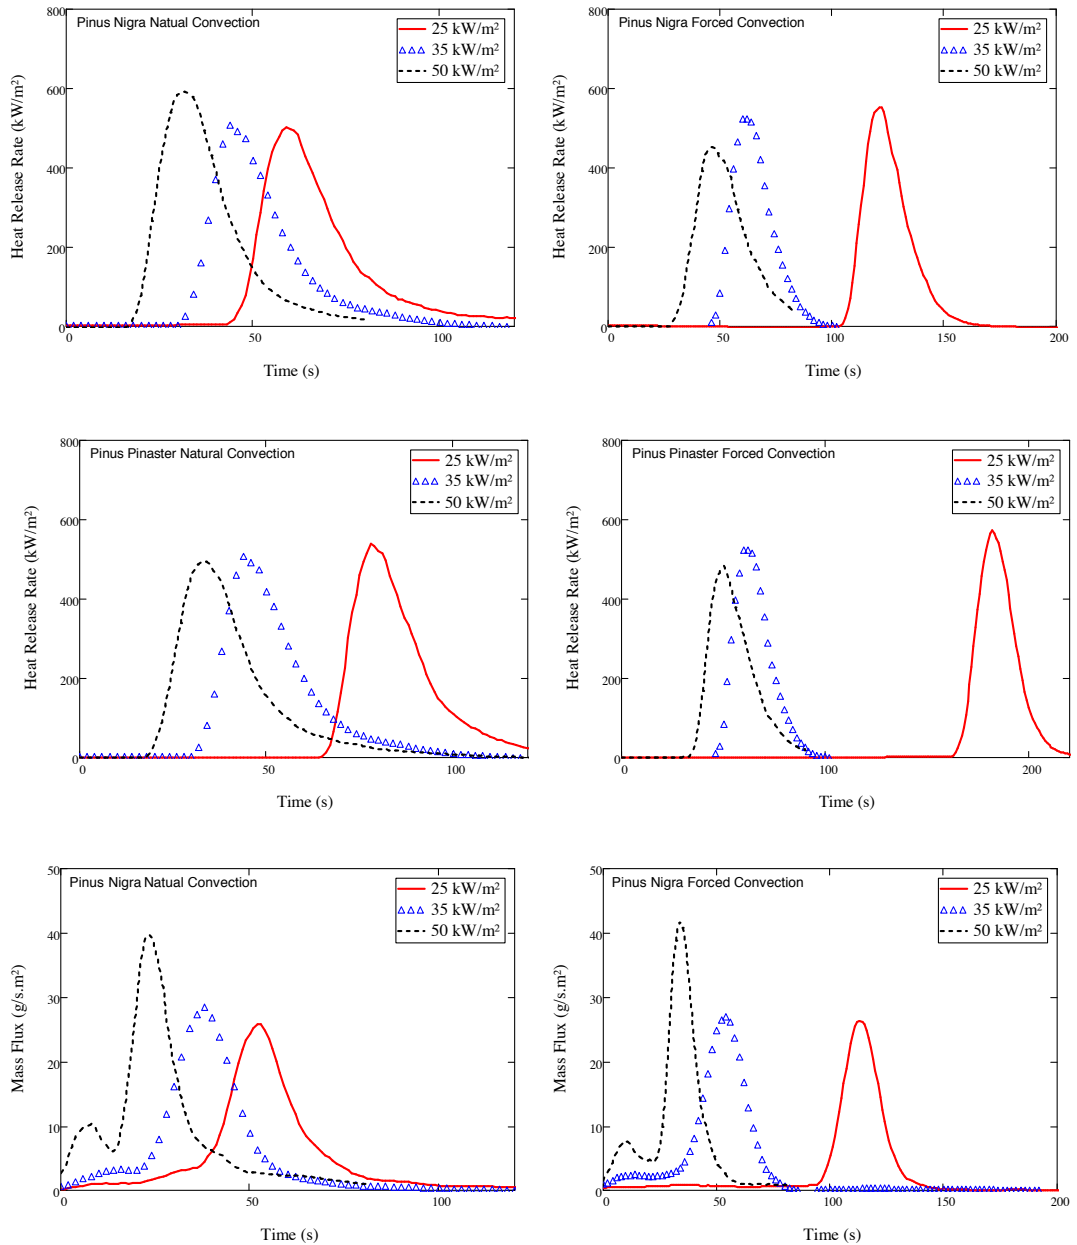 Pinus Nigra Natual Convection
25 kW/m²
35 kW/m²
50 kW/m²
Heat Release Rate (kW/m²)
800
600
400
200
0
0
50
100
Time (s)
Pinus Nigra Forced Convection
25 kW/m²
35 kW/m²
50 kW/m²
Heat Release Rate (kW/m²)
800
600
400
200
0
0
50
100
150
200
Time (s)
Pinus Pinaster Natural Convection
25 kW/m²
35 kW/m²
50 kW/m²
Heat Release Rate (kW/m²)
800
600
400
200
0
0
50
100
Time (s)
Pinus Pinaster Forced Convection
25 kW/m²
35 kW/m²
50 kW/m²
Heat Release Rate (kW/m²)
800
600
400
200
0
0
100
200
Time (s)
Pinus Nigra Natual Convection
25 kW/m²
35 kW/m²
50 kW/m²
Mass Flux (g/s.m²)
50
40
30
20
10
0
0
50
100
Time (s)
Pinus Nigra Forced Convection
25 kW/m²
35 kW/m²
50 kW/m²
Mass Flux (g/s.m²)
50
40
30
20
10
0
0
50
100
150
200
Time (s)